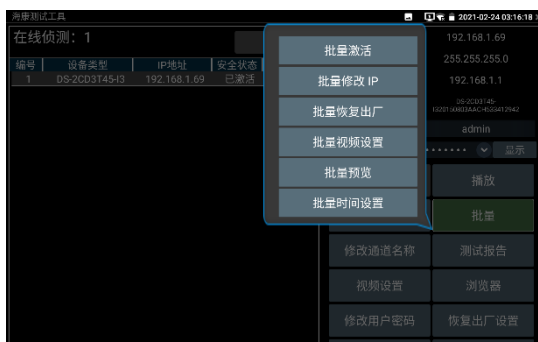 海康测试工具
2021-02-24 03:16:18
在线侦测：1
编号 设备类型 IP地址 安全状态
1 DS-2CD3T45-I3 192.168.1.69 已激活
批量激活
批量修改 IP
批量恢复出厂
批量视频设置
批量预览
批量时间设置
192.168.1.69
255.255.255.0
192.168.1.1
DS-2CD3T45-
admin
显示
播放
批量
修改通道名称 测试报告
视频设置 浏览器
修改用户密码 恢复出厂设置